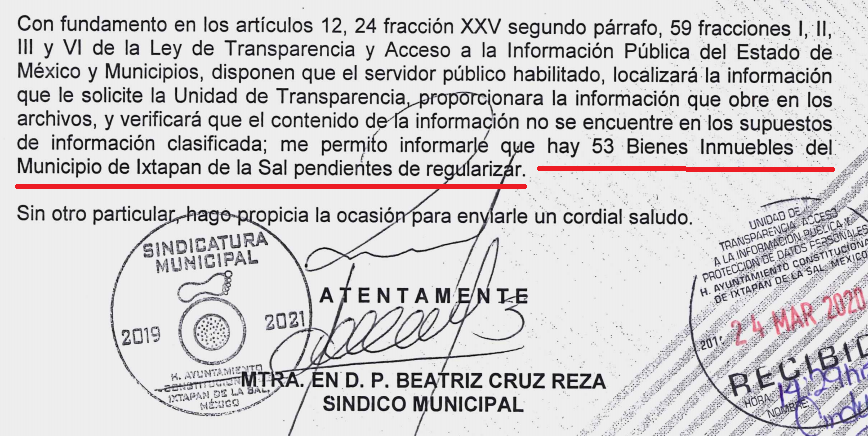 Con fundamento en los artículos 12, 24 fracción XXV segundo párrafo, 59 fracciones I, II,
III y VI de la Ley de Transparencia y Acceso a la Información Pública del Estado de
México y Municipios, disponen que el servidor público habilitado, localizará la información
que le solicite la Unidad de Transparencia, proporcionara la información que obre en los
archivos, y verificará que el contenido de la información no se encuentre en los supuestos
de información clasificada; me permito informarle que hay 53 Bienes Inmuebles del
Municipio de Ixtapan de la Sal pendientes de regularizar.
Sin otro particular, hago propicia la ocasión para enviarle un cordial saludo.
SINDICATURA
MUNICIPAL
2019 2021
H. AYUNTAMIENTO
CONSTITUCIONAL
IXTAPAN DE LA SAL
MÉXICO
ATENTAMENTE
MTRA. EN D. P. BEATRIZ CRUZ REZA
SINDICO MUNICIPAL
UNIDAD DE
TRANSPARENCIA, ACCESO
A LA INFORMACIÓN PÚBLICA Y
PROTECCIÓN DE DATOS PERSONALES
H. AYUNTAMIENTO CONSTITUCIONAL
DE IXTAPAN DE LA SAL, MÉXICO
24 MAR 2020
RECIBID
HORA:
NOMBRE: